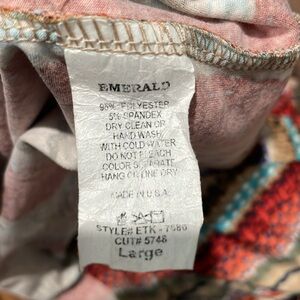 EMERALD
95% POLYESTER
5% SPANDEX
DRY CLEAN OR
HAND WASH
WITH COLD WATER
DO NOT BLEACH
COLOR SEPARATE
HANG OR LINE DRY
MADE IN U.S.A.
STYLE# ETK - 7686
CUT# 5748
Large